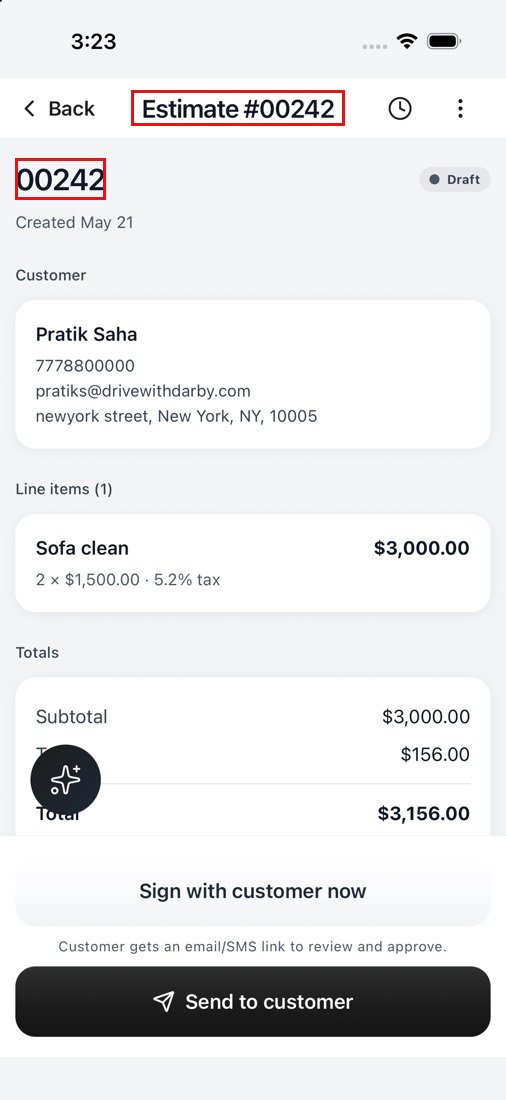 3:23
Back
Estimate #00242
00242
Draft
Created May 21
Customer
Pratik Saha
7778800000
pratiks@drivewithdarby.com
newyork street, New York, NY, 10005
Line items (1)
Sofa clean $3,000.00
2 × $1,500.00 · 5.2% tax
Totals
Subtotal $3,000.00
$156.00
Total $3,156.00
Sign with customer now
Customer gets an email/SMS link to review and approve.
Send to customer